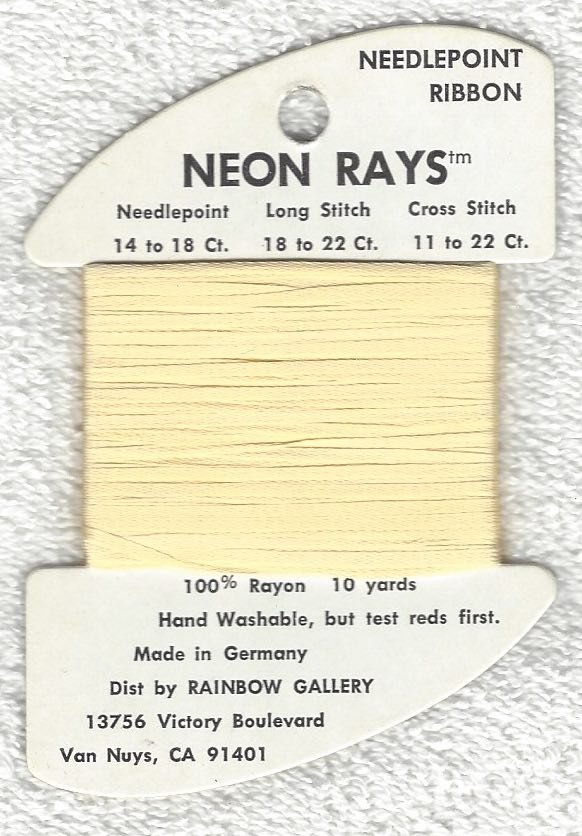 NEEDLEPOINT
RIBBON
NEON RAYS™
Needlepoint Long Stitch Cross Stitch
14 to 18 Ct. 18 to 22 Ct. 11 to 22 Ct.
100% Rayon 10 yards
Hand Washable, but test reds first.
Made in Germany
Dist by RAINBOW GALLERY
13756 Victory Boulevard
Van Nuys, CA 91401